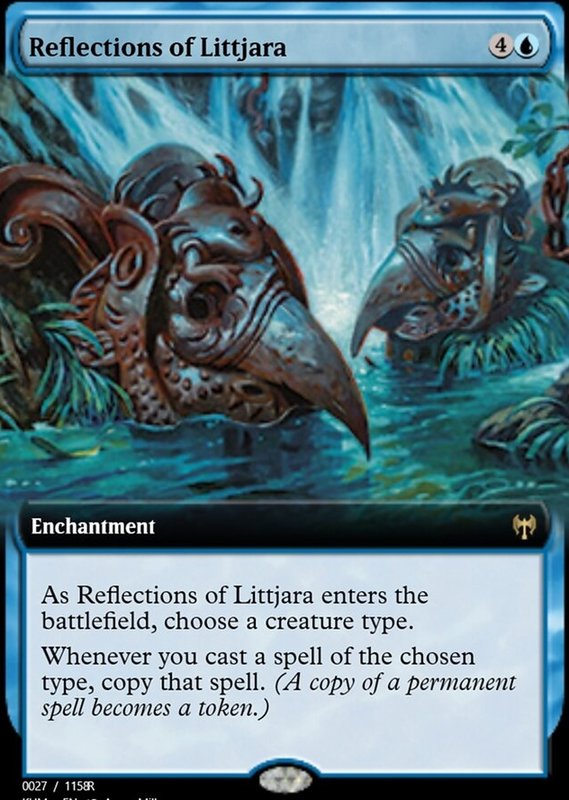 Reflections of Littjara
4
Enchantment
As Reflections of Littjara enters the
battlefield, choose a creature type.
Whenever you cast a spell of the chosen
type, copy that spell. (A copy of a permanent
spell becomes a token.)
0027 / 1158R